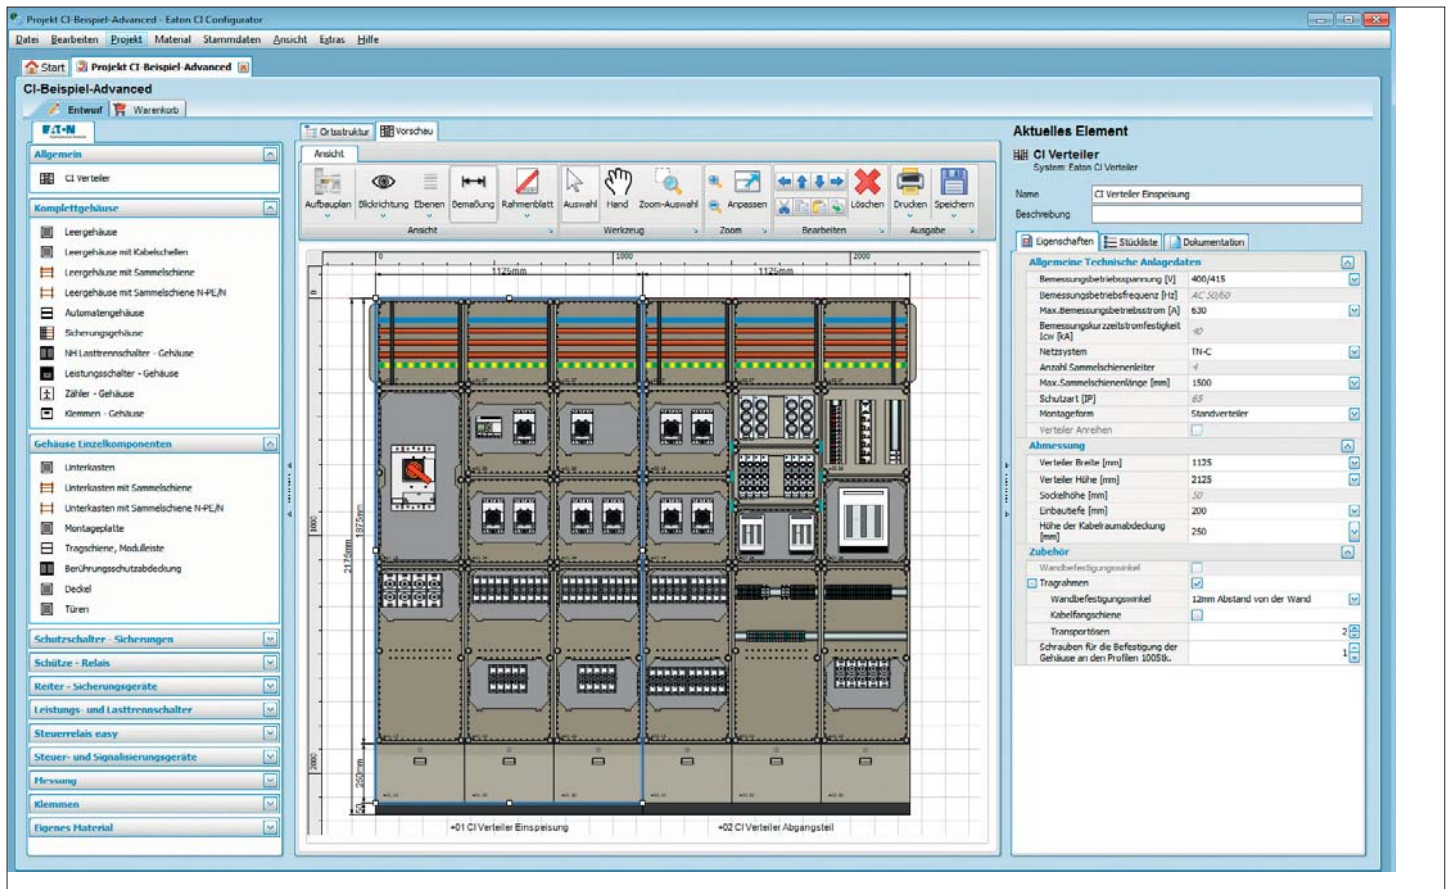 Projekt CI-Beispiel-Advanced - Eaton CI Configurator
Datei Bearbeiten Projekt Material Stammdaten Ansicht Extras Hilfe
Start Projekt CI-Beispiel-Advanced
CI-Beispiel-Advanced
Entwurf Warenkorb
EATON
Allgemein
CI Verteiler
Komplettgehäuse
Leergehäuse
Leergehäuse mit Kabelschellen
Leergehäuse mit Sammelschiene
Leergehäuse mit Sammelschiene N-PE/N
Automatengehäuse
Sicherungsgehäuse
NH Lasttrennschalter - Gehäuse
Leistungsschalter - Gehäuse
Zähler - Gehäuse
Klemmen - Gehäuse
Gehäuse Einzelkomponenten
Unterkasten
Unterkasten mit Sammelschiene
Unterkasten mit Sammelschiene N-PE/N
Montageplatte
Tragschiene, Modulleiste
Berührungsschutzabdeckung
Deckel
Türen
Schutzschalter - Sicherungen
Schütze - Relais
Reiter - Sicherungsgeräte
Leistungs- und Lasttrennschalter
Steuerrelais easy
Steuer- und Signalisierungsgeräte
Messung
Klemmen
Eigenes Material
Ortsstruktur Vorschau
Ansicht
Aufbauplan Blickrichtung Ebenen Bemaßung Rahmenblatt Auswahl Hand Zoom-Auswahl Anpassen Löschen Drucken Speichern
Ansicht Werkzeug Zoom Bearbeiten Ausgabe
0 1000 2000
1125mm 1125mm
0
1000
2000
2175mm
1875mm
250mm
50
+01 CI Verteiler Einspeisung +02 CI Verteiler Abgangsteil
Aktuelles Element
CI Verteiler
System: Eaton CI Verteiler
Name CI Verteiler Einspeisung
Beschreibung
Eigenschaften Stückliste Dokumentation
Allgemeine Technische Anlagedaten
Bemessungsbetriebsspannung [V] 400/415
Bemessungsbetriebsfrequenz [Hz] AC 50/60
Max.Bemessungsbetriebsstrom [A] 630
Bemessungskurzzeitstromfestigkeit
Icw [kA] 40
Netzsystem TN-C
Anzahl Sammelschienenleiter 4
Max.Sammelschienenlänge [mm] 1500
Schutzart [IP] 65
Montageform Standverteiler
Verteiler Anreihen
Abmessung
Verteiler Breite [mm] 1125
Verteiler Höhe [mm] 2125
Sockelhöhe [mm] 50
Einbautiefe [mm] 200
Höhe der Kabelraumabdeckung
[mm] 250
Zubehör
Wandbefestigungswinkel
Tragrahmen
Wandbefestigungswinkel 12mm Abstand von der Wand
Kabelfangschiene
Transportösen 2
Schrauben für die Befestigung der
Gehäuse an den Profilen 100Stk. 1